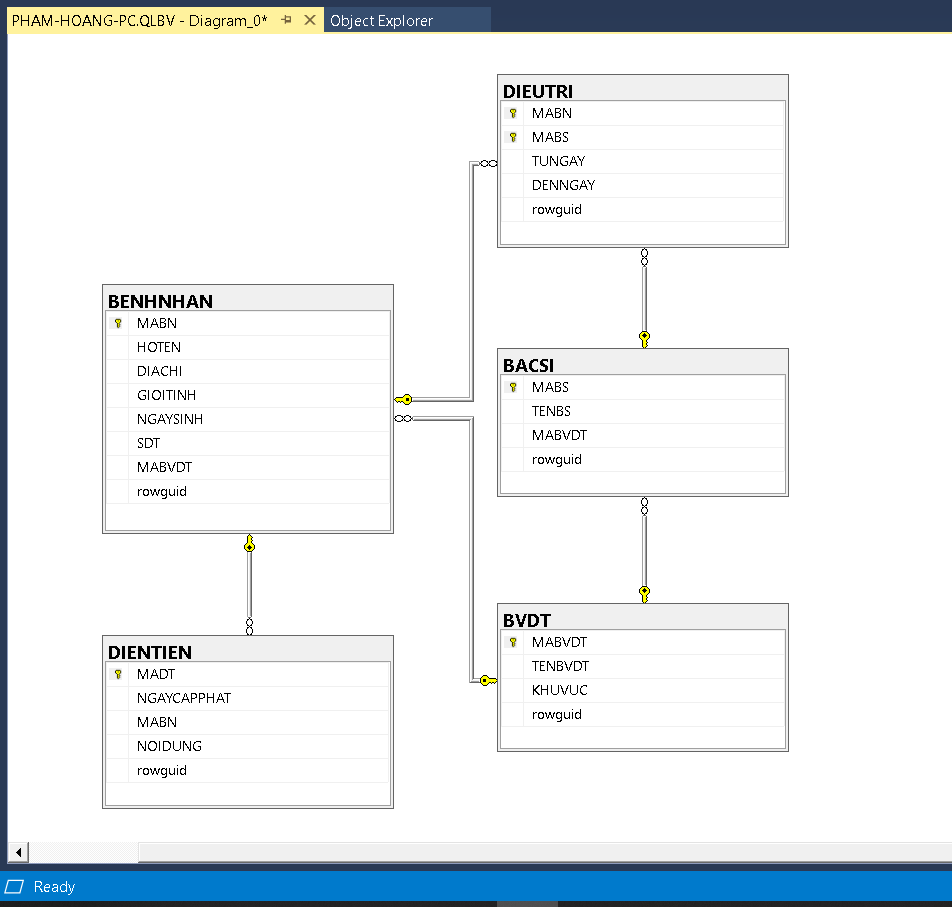 PHAM-HOANG-PC.QLBV - Diagram_0*
Object Explorer
DIEUTRI
MABN
MABS
TUNGAY
DENNGAY
rowguid
BENHNHAN
MABN
HOTEN
DIACHI
GIOITINH
NGAYSINH
SDT
MABVDT
rowguid
BACSI
MABS
TENBS
MABVDT
rowguid
DIENTIEN
MADT
NGAYCAPPHAT
MABN
NOIDUNG
rowguid
BVDT
MABVDT
TENBVDT
KHUVUC
rowguid
Ready